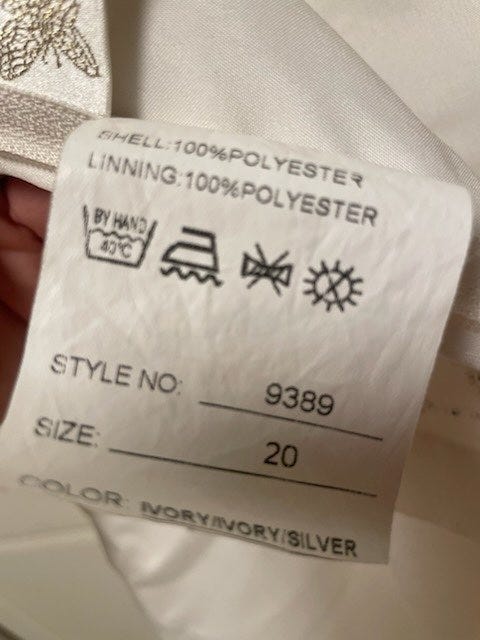 SHELL:100%POLYESTER
LINNING:100%POLYESTER
BY HAND
40°C
STYLE NO: 9389
SIZE: 20
COLOR: IVORY/IVORY/SILVER